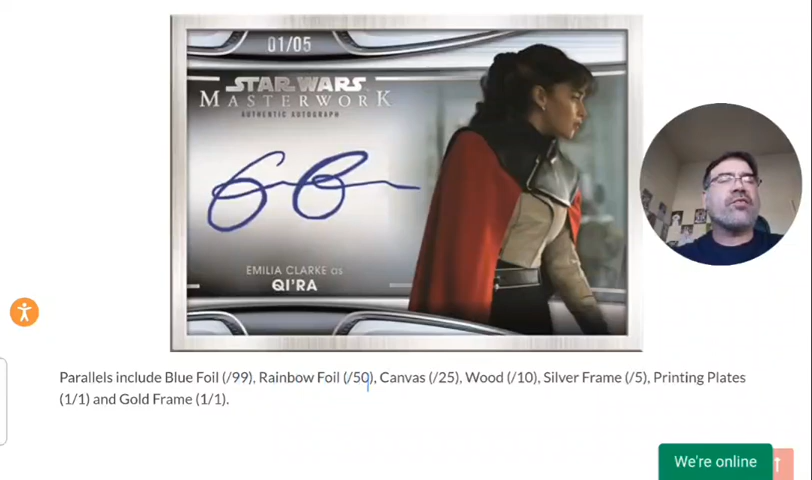 01/05
STAR WARS
MASTERWORK
AUTHENTIC AUTOGRAPH
EMILIA CLARKE as
QI'RA
Parallels include Blue Foil (/99), Rainbow Foil (/50), Canvas (/25), Wood (/10), Silver Frame (/5), Printing Plates
(1/1) and Gold Frame (1/1).
We're online